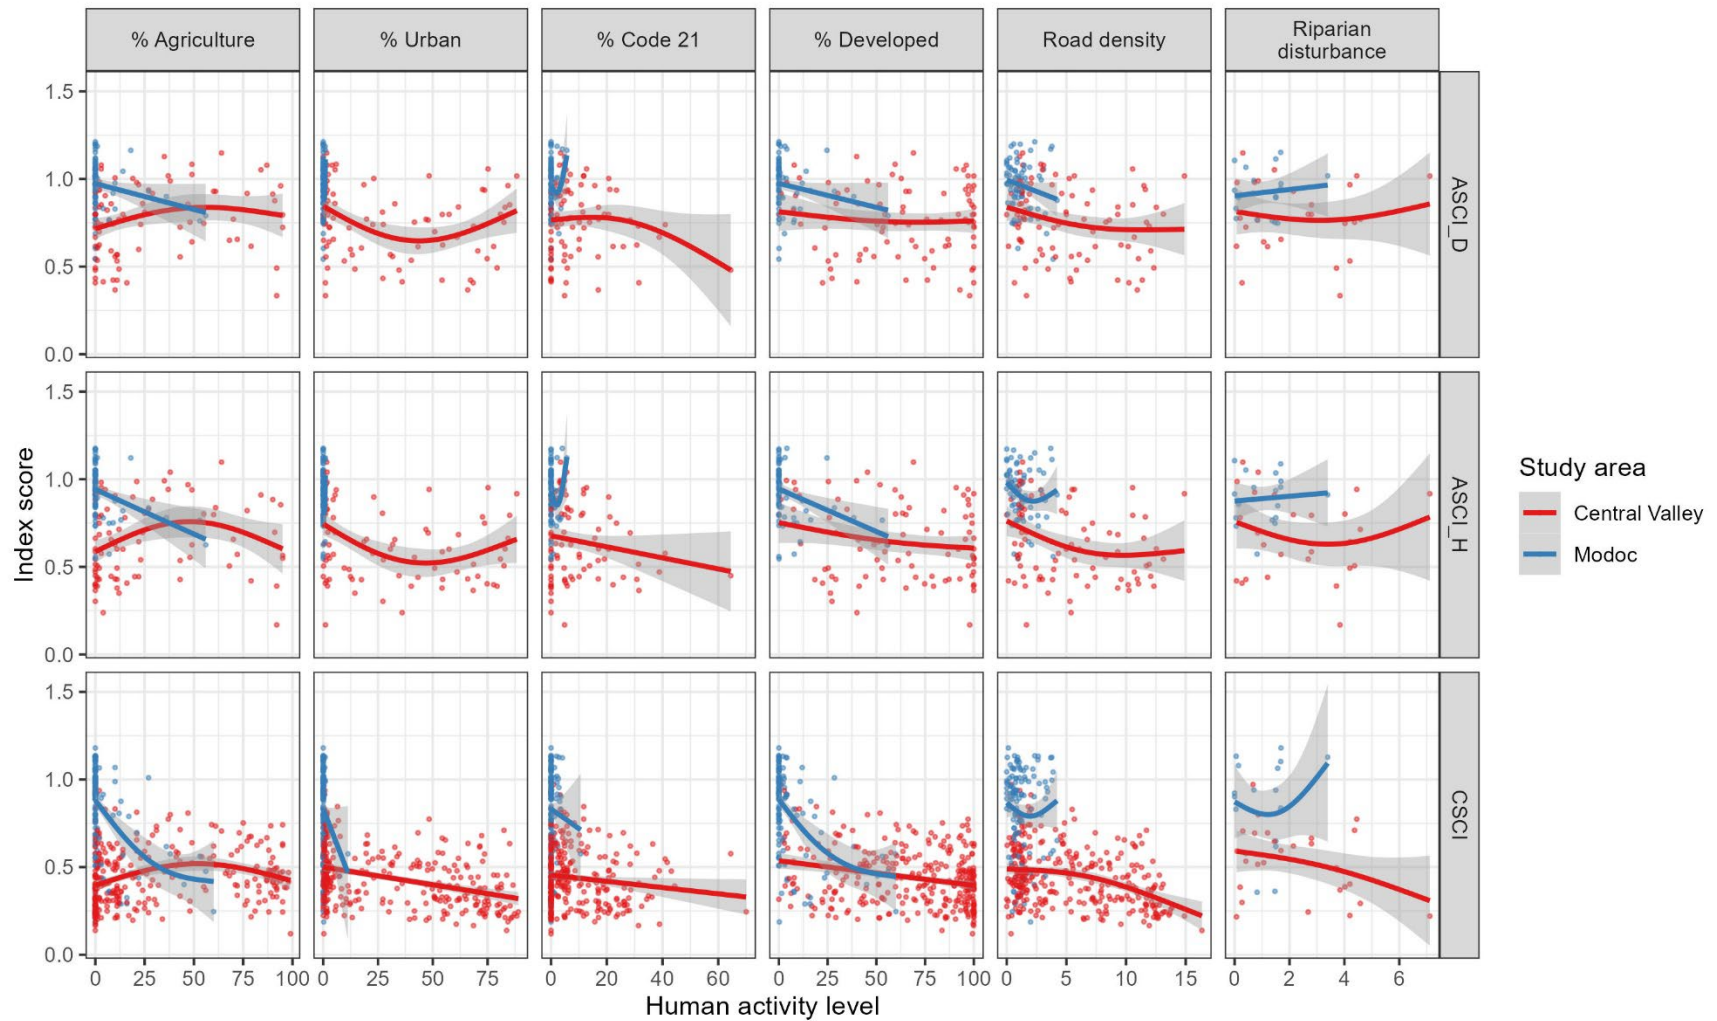 % Agriculture
% Urban
% Code 21
% Developed
Road density
Riparian
disturbance
1.5
1.0
0.5
0.0
ASCI_D
1.5
1.0
0.5
0.0
ASCI_H
1.5
1.0
0.5
0.0
CSCI
Index score
0 25 50 75 100
0 25 50 75
0 20 40 60
0 25 50 75 100
0 5 10 15
0 2 4 6
Human activity level
Study area
Central Valley
Modoc